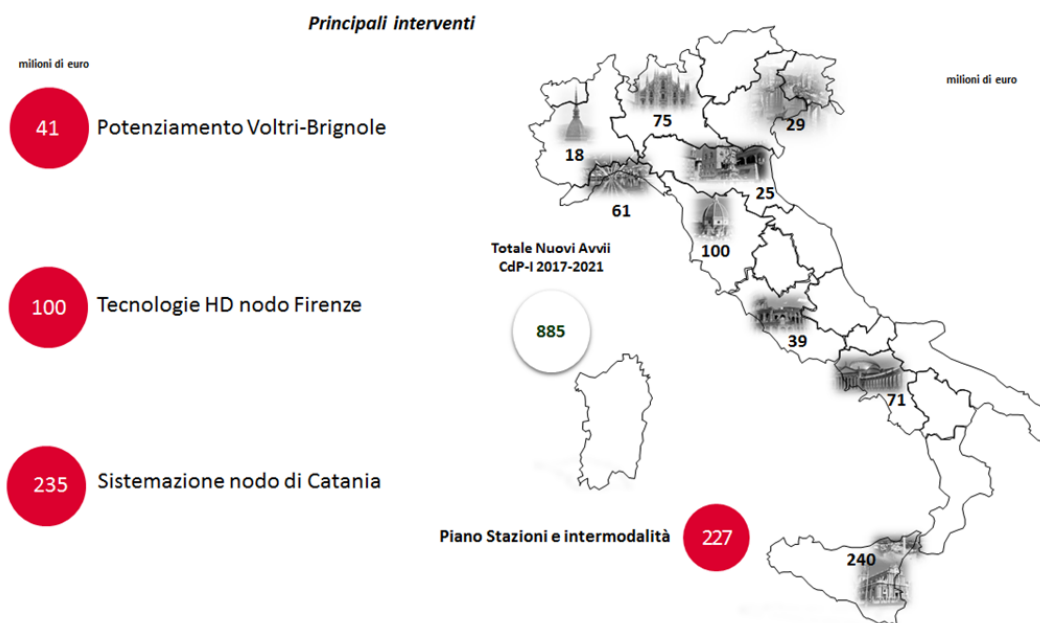 Principali interventi
milioni di euro
41 Potenziamento Voltri-Brignole
100 Tecnologie HD nodo Firenze
235 Sistemazione nodo di Catania
milioni di euro
75
29
18
25
61
100
Totale Nuovi Avvii
CdP-I 2017-2021
885
39
71
Piano Stazioni e intermodalità 227
240